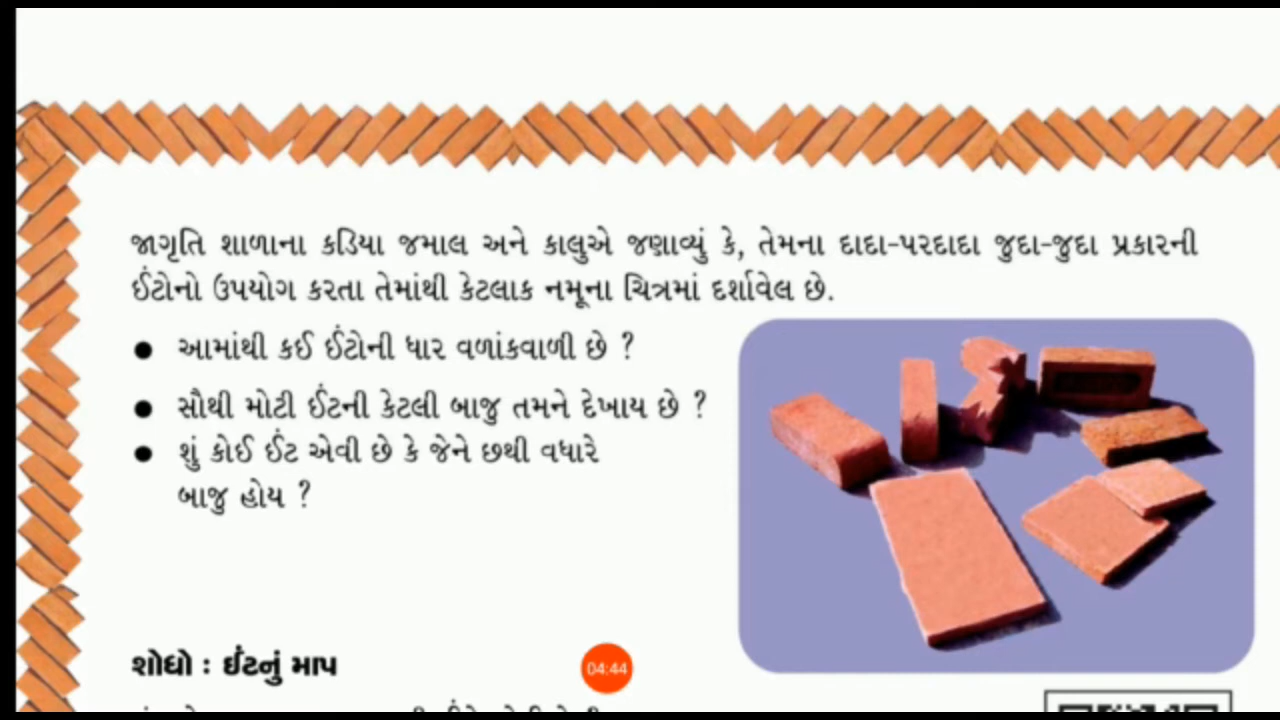 જાગૃતિ શાળાના કડિયા જમાલ અને કાલુએ જણાવ્યું કે, તેમના દાદા-પરદાદા જુદા-જુદા પ્રકારની
ઈંટોનો ઉપયોગ કરતા તેમાંથી કેટલાક નમૂના ચિત્રમાં દર્શાવેલ છે.
● આમાંથી કઈ ઈંટોની ધાર વળાંકવાળી છે ?
● સૌથી મોટી ઈંટની કેટલી બાજુ તમને દેખાય છે ?
● શું કોઈ ઈંટ એવી છે કે જેને છથી વધારે
બાજુ હોય ?
શોધો : ઈંટનું માપ
04:44